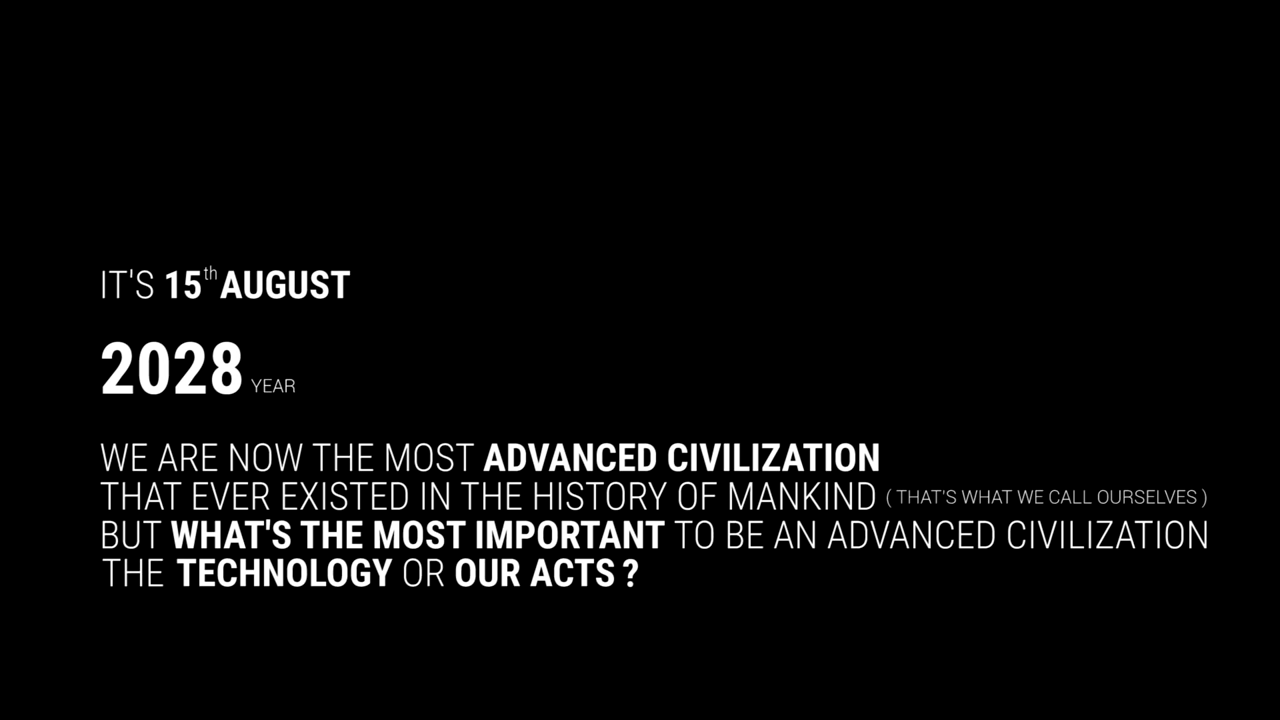 IT'S 15th AUGUST
2028 YEAR
WE ARE NOW THE MOST ADVANCED CIVILIZATION
THAT EVER EXISTED IN THE HISTORY OF MANKIND ( THAT'S WHAT WE CALL OURSELVES )
BUT WHAT'S THE MOST IMPORTANT TO BE AN ADVANCED CIVILIZATION
THE TECHNOLOGY OR OUR ACTS ?